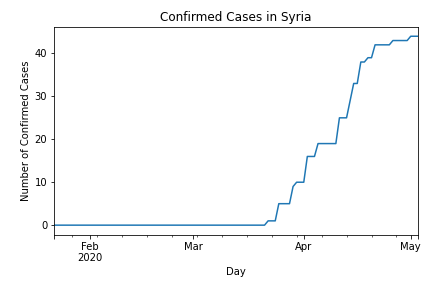 Confirmed Cases in Syria
Number of Confirmed Cases
40
30
20
10
0
Feb
2020
Mar
Apr
May
Day